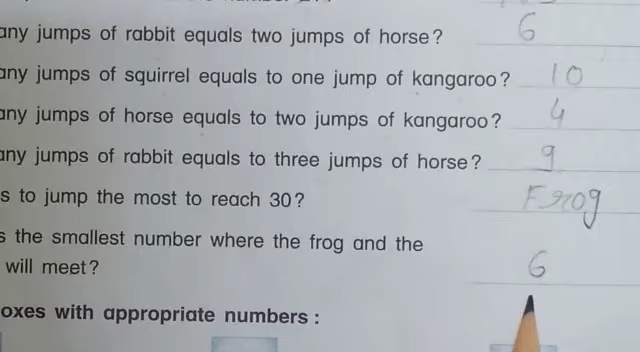 any jumps of rabbit equals two jumps of horse? 6
any jumps of squirrel equals to one jump of kangaroo? 10
any jumps of horse equals to two jumps of kangaroo? 4
any jumps of rabbit equal to three jumps of horse? 9
s to jump the most to reach 30? Frog
s the smallest number where the frog and the
will meet? 6
oxes with appropriate numbers :